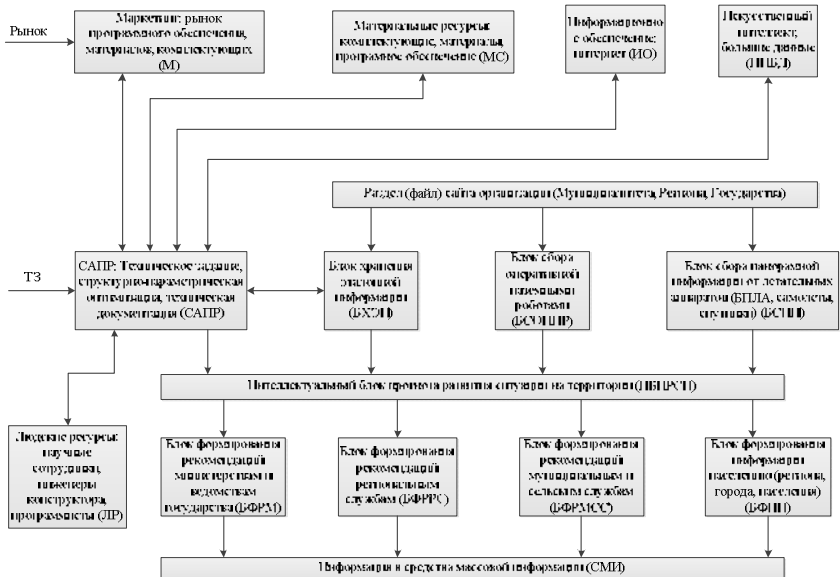 Рынок
Маркетинг: рынок
программного обеспечения,
материалов, комплектующих
(М)
Материальные ресурсы:
комплектующие, материалы,
програмное обеспечение (МС)
Информационно
е обеспечение:
интернет (ИО)
Искусственный
интеллект,
большие данные
(ИИБД)
Раздел (файл) сайта организации (Муниципалитета, Региона, Государства)
ТЗ
САПР: Техническое задание,
структурно-параметрическая
оптимизация, техническая
документация (САПР)
Блок хранения
эталонной
информации
(БХЭИ)
Блок сбора
оперативной
наземными
роботами
(БСОИНР)
Блок сбора панорамной
информации от летательных
аппаратов (БПЛА, самолеты,
спутники) (БСПИ)
Интеллектуальный блок прогноза развития ситуации на территории (ИБПРСТ)
Людские ресурсы:
научные
сотрудники,
инженеры
конструктора,
программисты (ЛР)
Блок формирования
рекомендаций
министерствам и
ведомствам
государства (БФРМ)
Блок формирования
рекомендаций
региональным
службам (БФРРС)
Блок формирования
рекомендаций
муниципальным и
сельским службам
(БФРМСС)
Блок формирования
информации
населению (региона,
города, населения)
(БФИН)
Информация в средства массовой информации (СМИ)